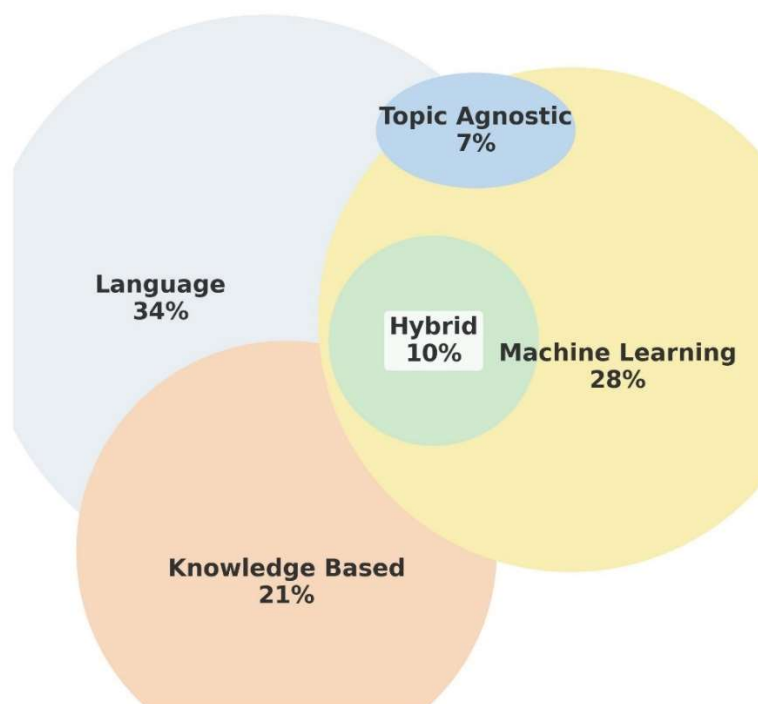 Topic Agnostic
7%
Language
34%
Hybrid
10%
Machine Learning
28%
Knowledge Based
21%